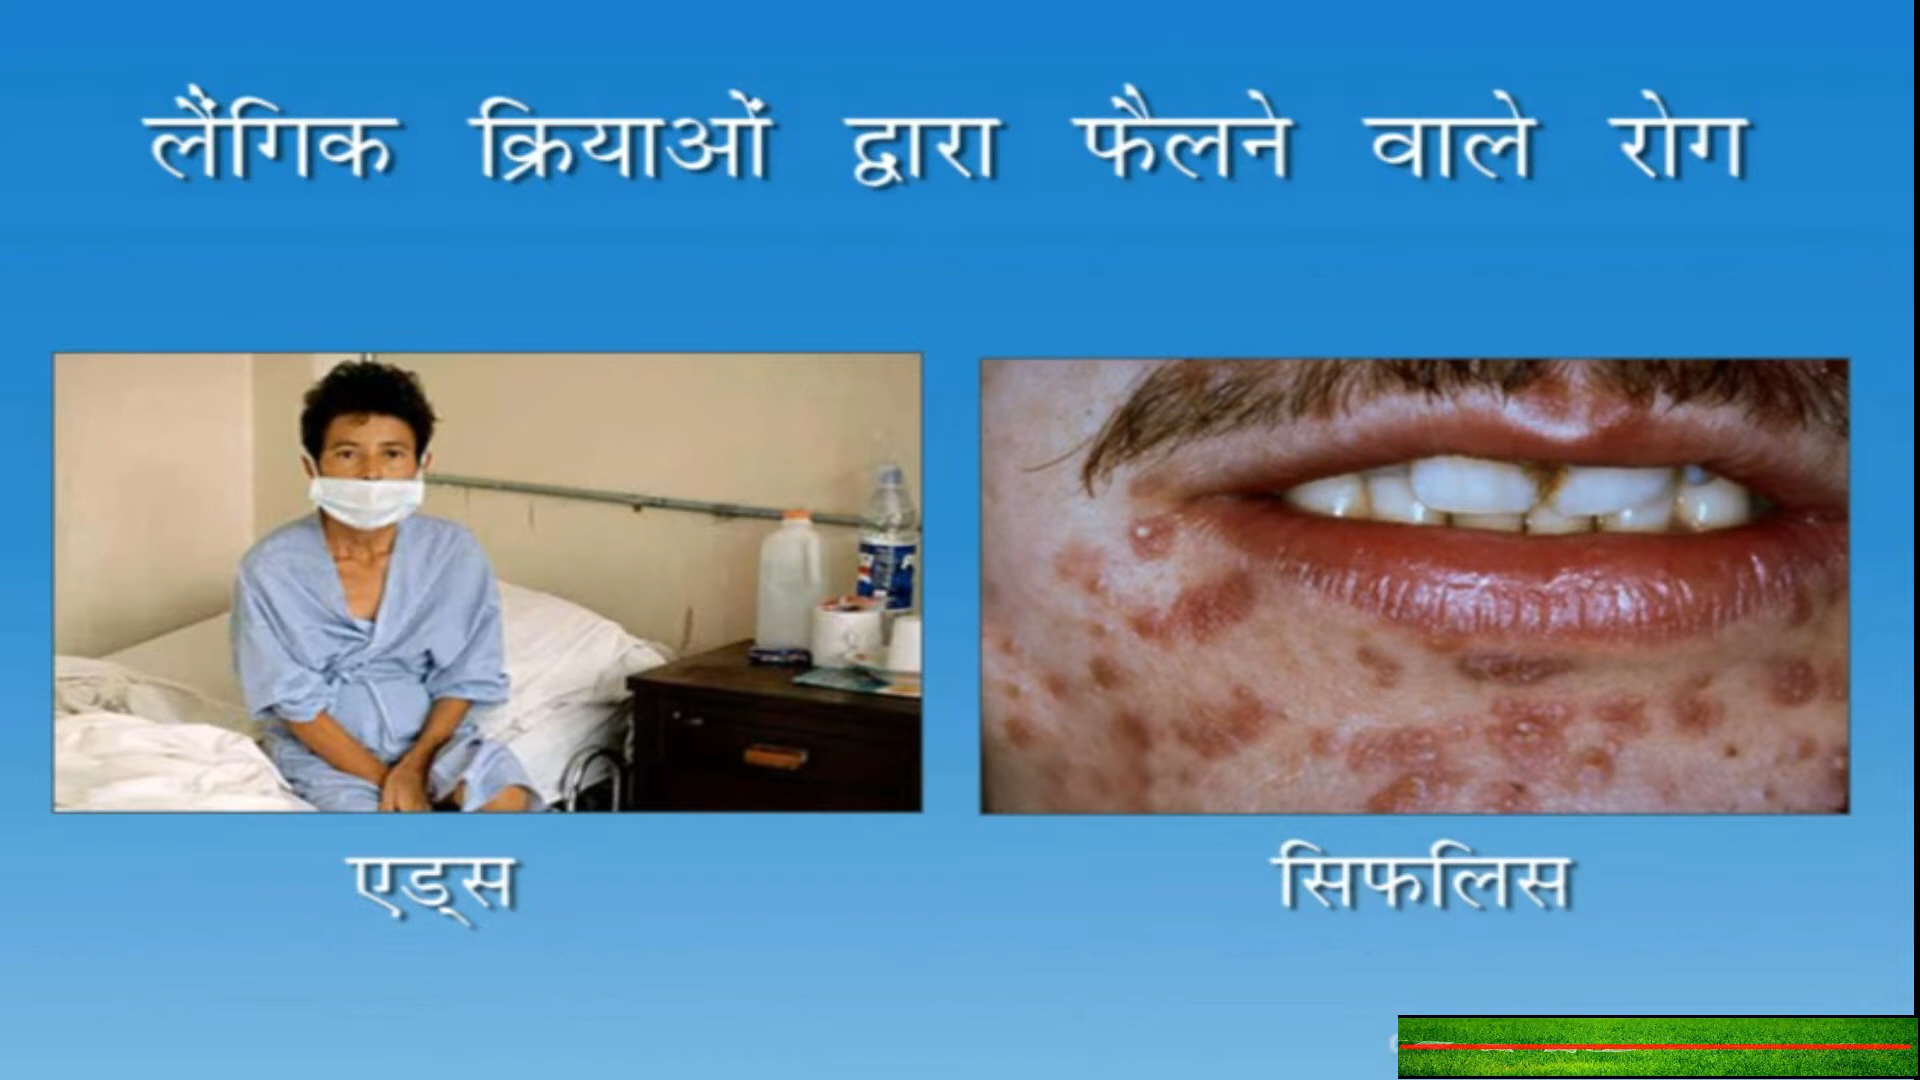 लैंगिक क्रियाओं द्वारा फैलने वाले रोग
एड्स
सिफलिस